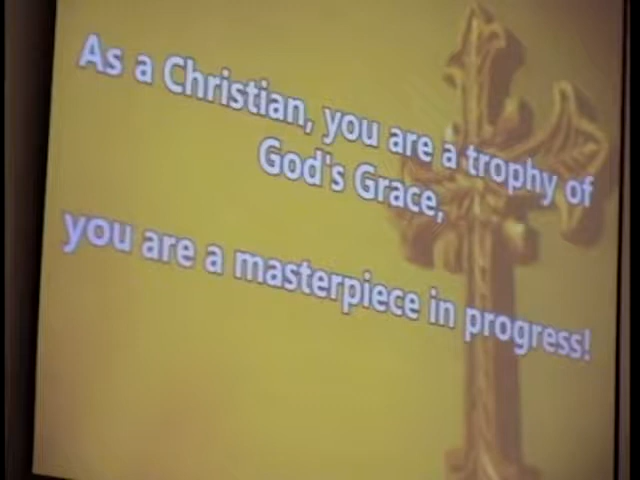 As a Christian, you are a trophy of
God's Grace,
you are a masterpiece in progress!